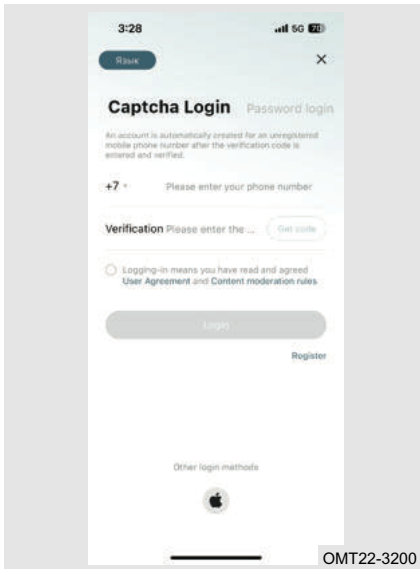 3:28
5G 70
Язык
Captcha Login Password login
An account is automatically created for an unregistered
mobile phone number after the verification code is
entered and verified.
+7 Please enter your phone number
Verification Please enter the ... Get code
Logging-in means you have read and agreed
User Agreement and Content moderation rules
Login
Register
Other login methods
OMT22-3200